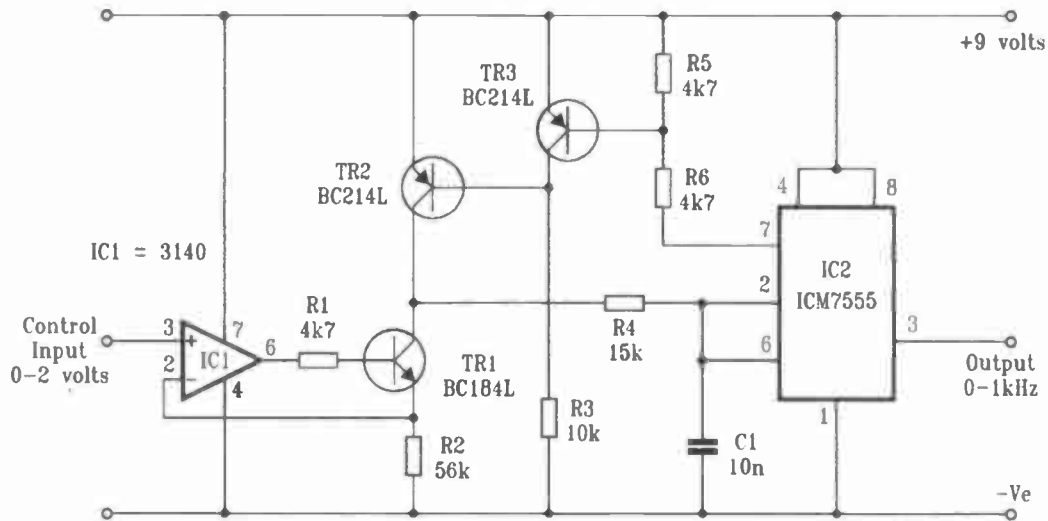 +9 volts
TR3
BC214L
R5
4k7
TR2
BC214L
R6
4k7
4
8
7
IC1 = 3140
IC2
ICM7555
2
R1
4k7
Control
Input
0-2 volts
3
+
7
IC1
6
2
-
4
TR1
BC184L
R4
15k
6
3
Output
0-1kHz
R2
56k
R3
10k
C1
10n
1
-Ve